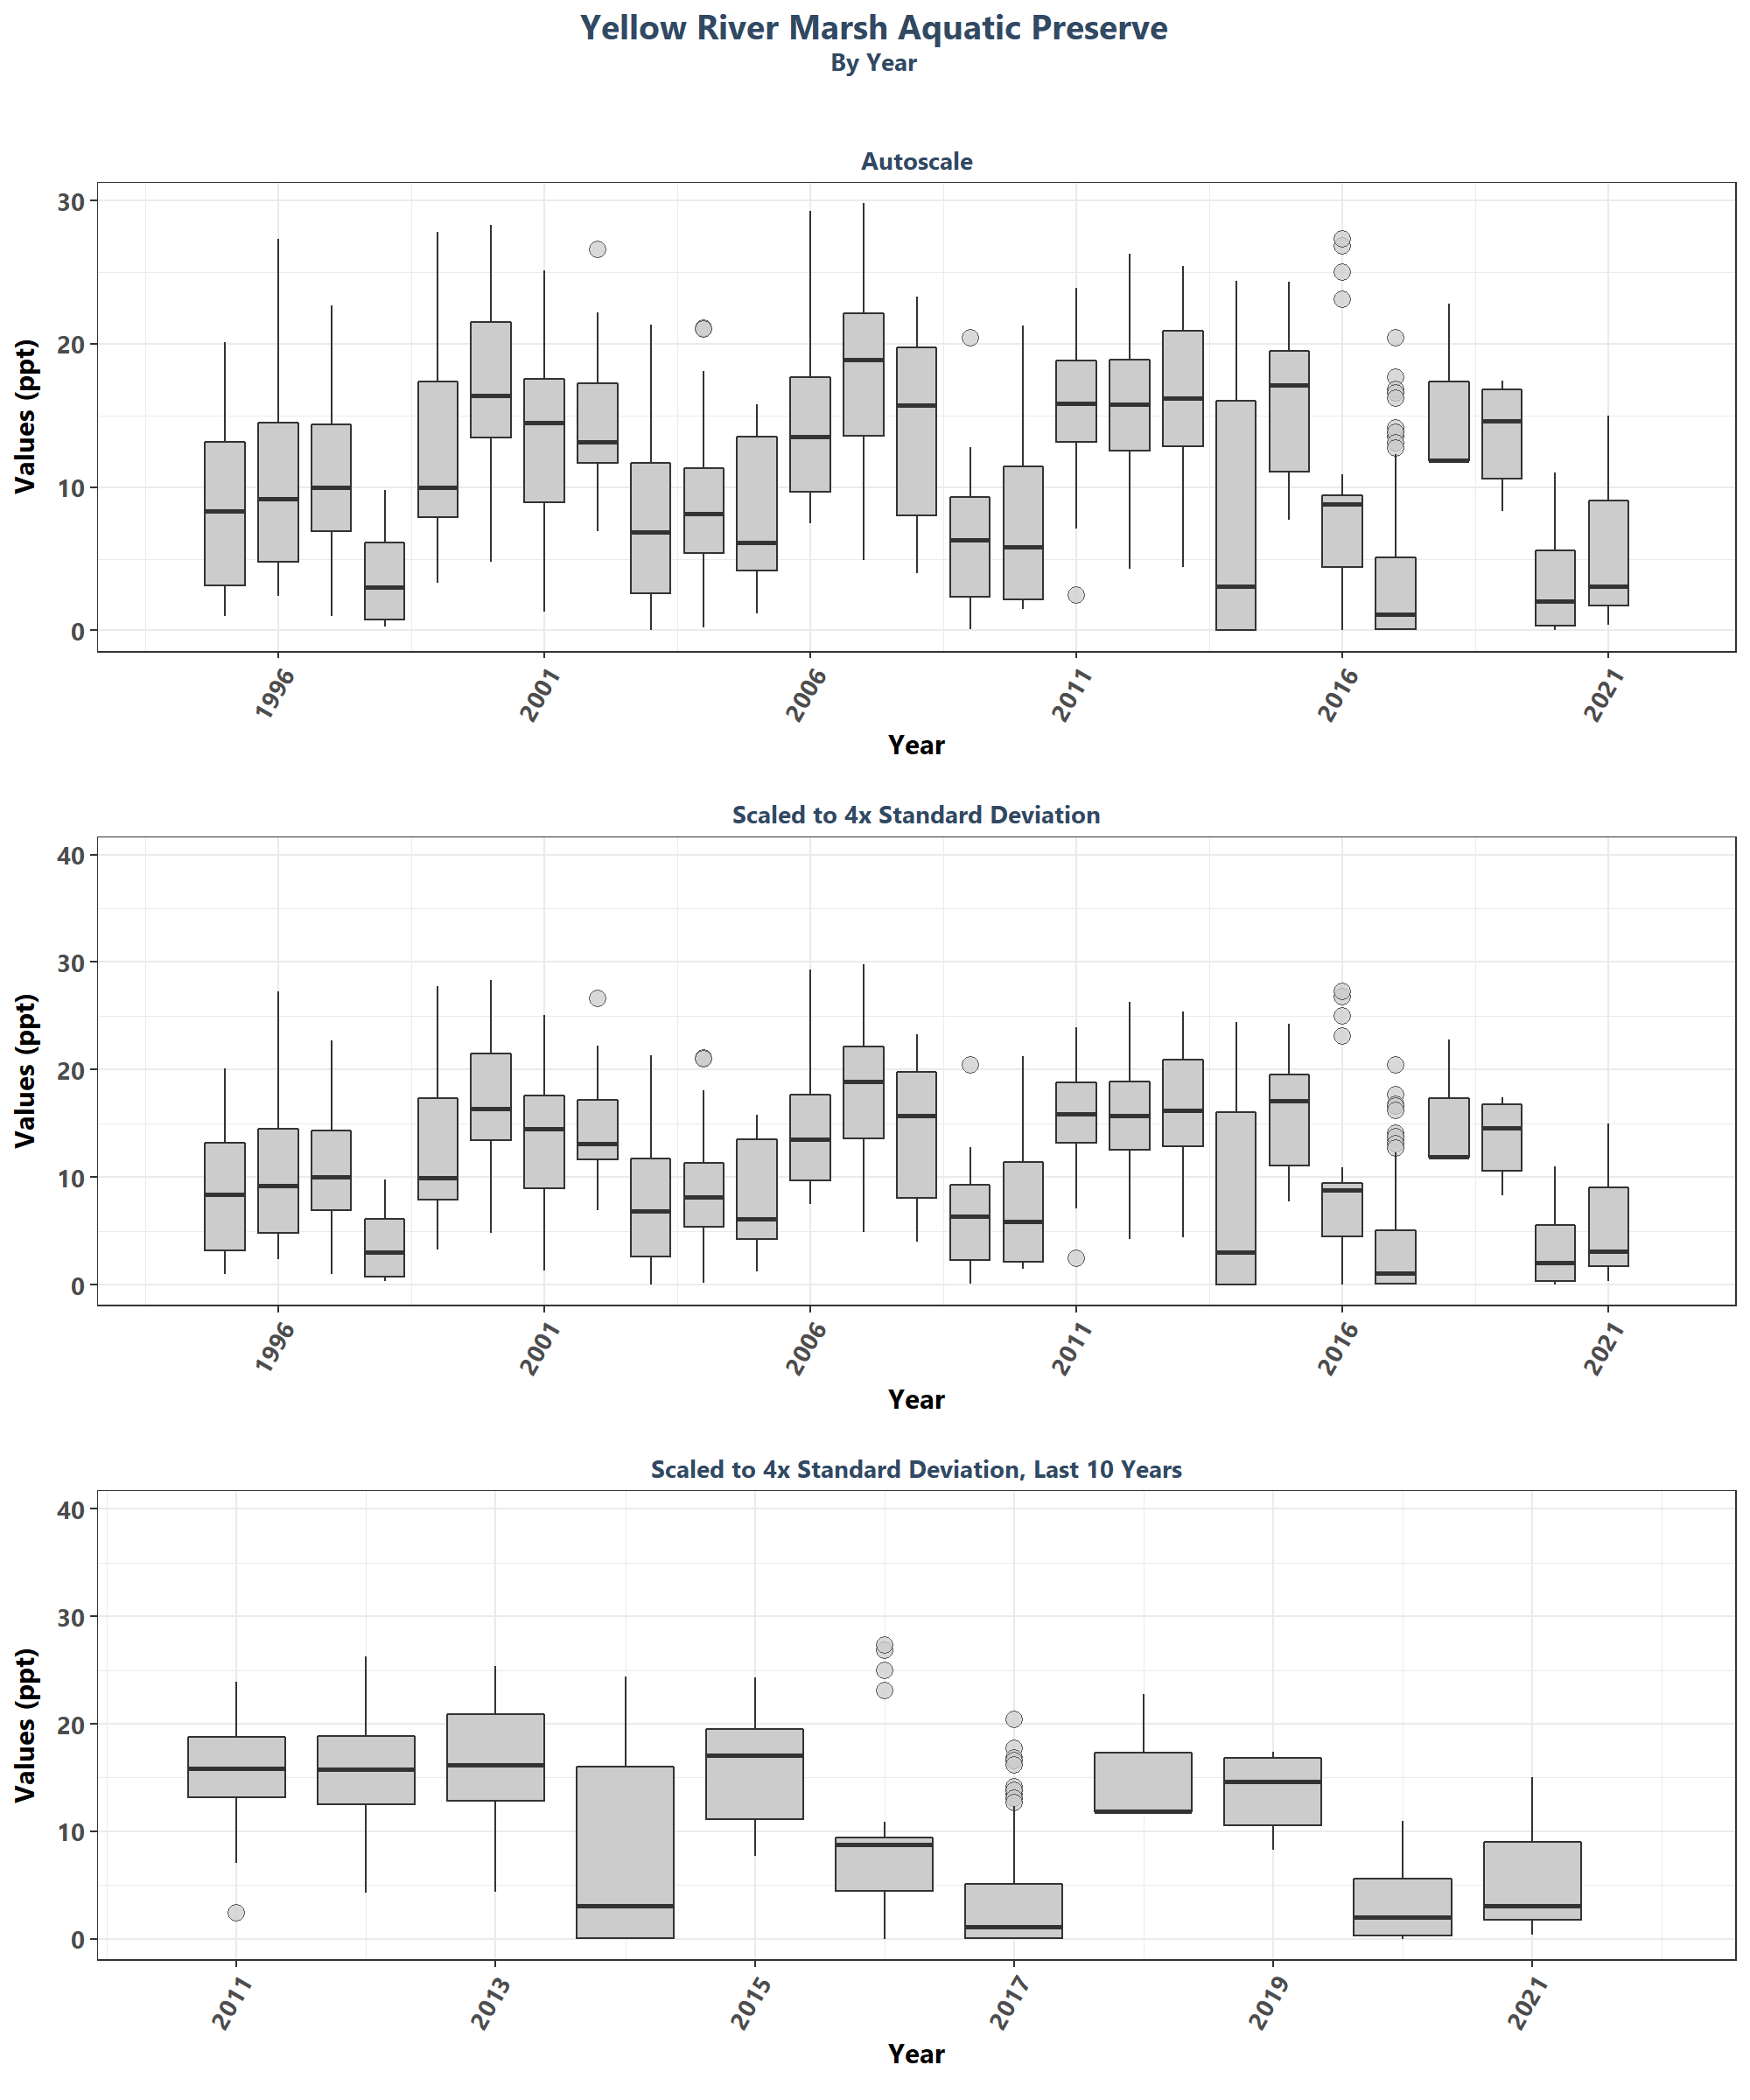 Yellow River Marsh Aquatic Preserve
By Year
Autoscale
Values (ppt)
30
20
10
0
1996 2001 2006 2011 2016 2021
Year
Scaled to 4x Standard Deviation
Values (ppt)
40
30
20
10
0
1996 2001 2006 2011 2016 2021
Year
Scaled to 4x Standard Deviation, Last 10 Years
Values (ppt)
40
30
20
10
0
2011 2013 2015 2017 2019 2021
Year